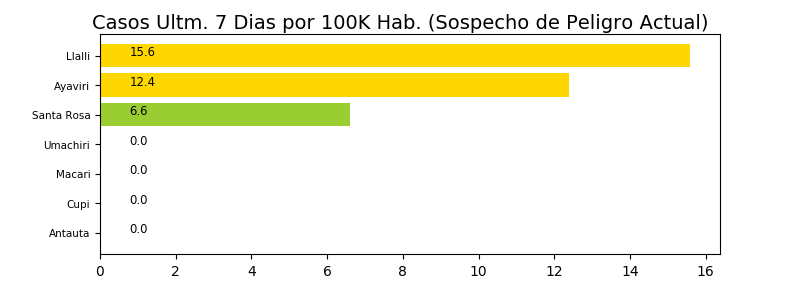 Casos Ultm. 7 Dias por 100K Hab. (Sospecho de Peligro Actual)
Llalli 15.6
Ayaviri 12.4
Santa Rosa 6.6
Umachiri 0.0
Macari 0.0
Cupi 0.0
Antauta 0.0
0 2 4 6 8 10 12 14 16